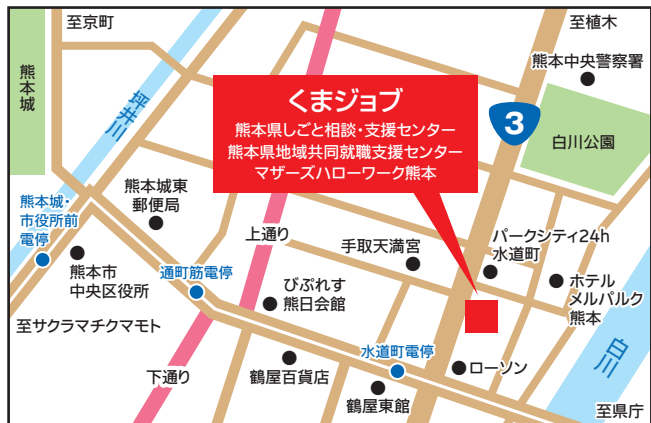 至京町
至植木
熊本城
坪井川
熊本中央警察署
くまジョブ
熊本県しごと相談・支援センター
熊本県地域共同就職支援センター
マザーズハローワーク熊本
3
白川公園
熊本城・
市役所前
電停
熊本城東
郵便局
上通り
手取天満宮
パークシティ24h
水道町
熊本市
中央区役所
通町筋電停
びぷれす
熊日会館
ホテル
メルパルク
熊本
至サクラマチクマモト
白川
下通り
鶴屋百貨店
水道町電停
ローソン
鶴屋東館
至県庁